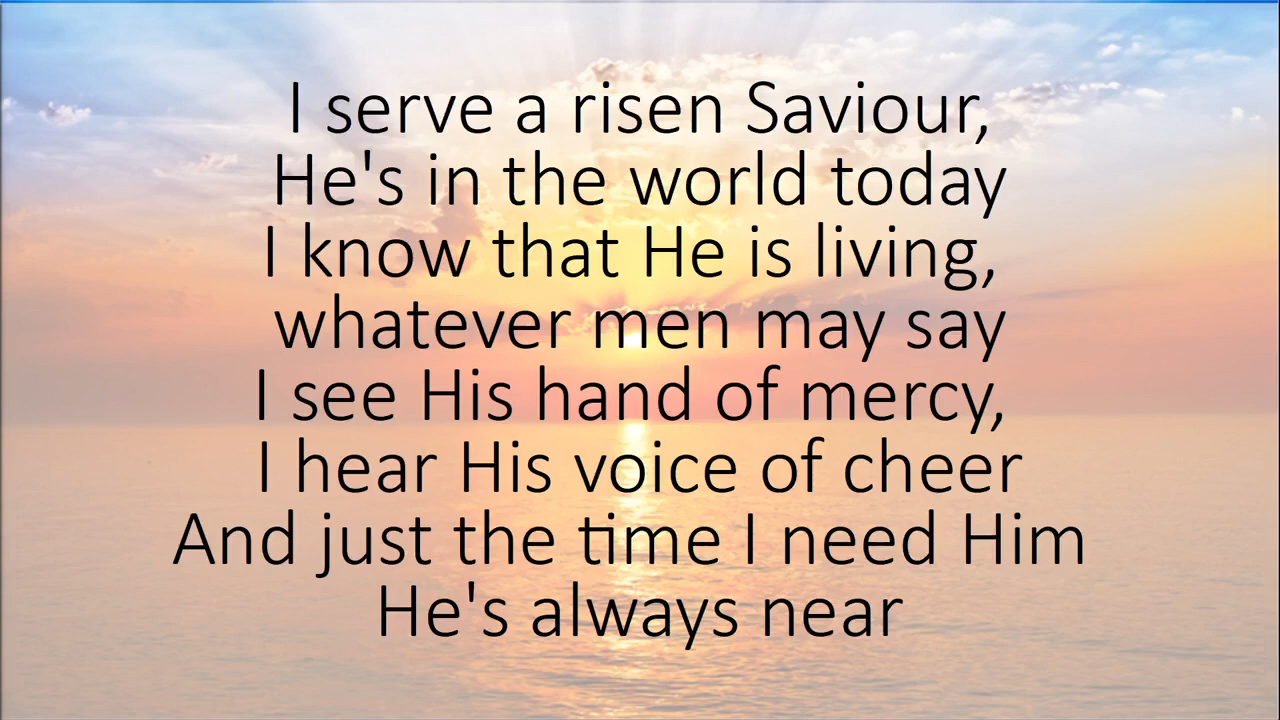 I serve a risen Saviour,
He's in the world today
I know that He is living,
whatever men may say
I see His hand of mercy,
I hear His voice of cheer
And just the time I need Him
He's always near